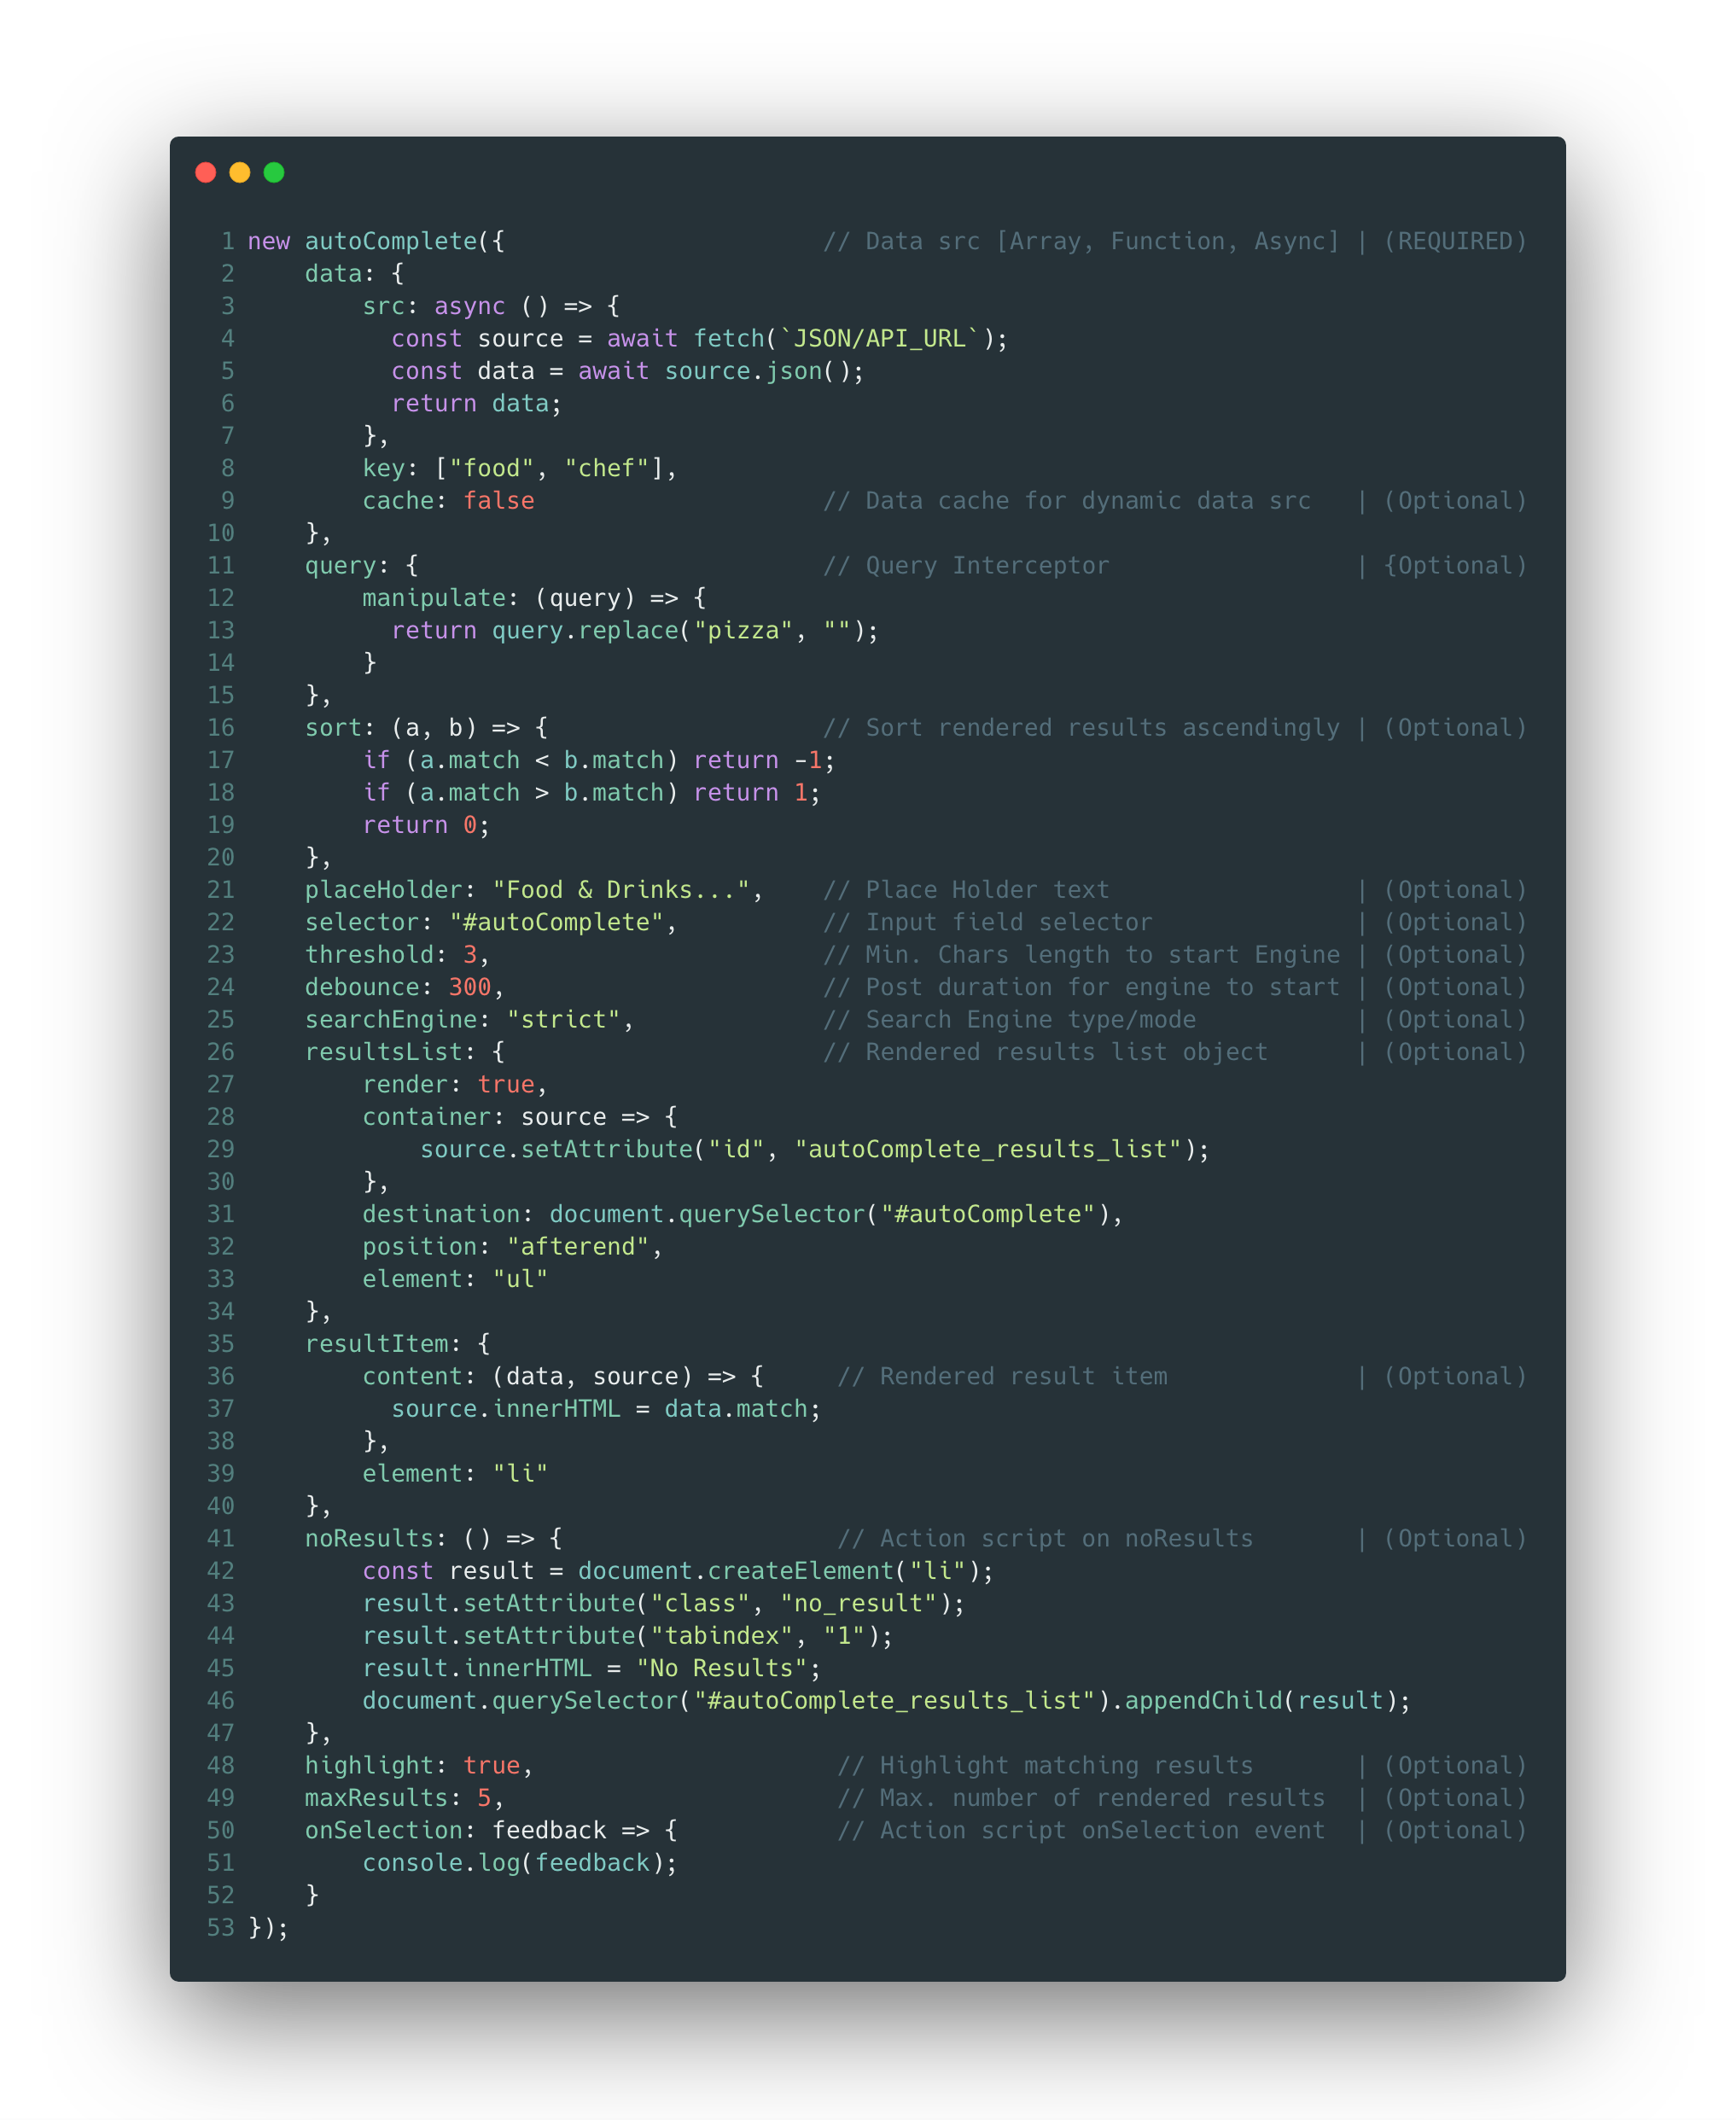 1 new autoComplete({                      // Data src [Array, Function, Async] | (REQUIRED)
2     data: {
3         src: async () => {
4           const source = await fetch(`JSON/API_URL`);
5           const data = await source.json();
6           return data;
7         },
8         key: ["food", "chef"],
9         cache: false                    // Data cache for dynamic data src   | (Optional)
10     },
11     query: {                            // Query Interceptor                 | {Optional)
12         manipulate: (query) => {
13           return query.replace("pizza", "");
14         }
15     },
16     sort: (a, b) => {                   // Sort rendered results ascendingly | (Optional)
17         if (a.match < b.match) return -1;
18         if (a.match > b.match) return 1;
19         return 0;
20     },
21     placeHolder: "Food & Drinks...",    // Place Holder text                 | (Optional)
22     selector: "#autoComplete",          // Input field selector              | (Optional)
23     threshold: 3,                       // Min. Chars length to start Engine | (Optional)
24     debounce: 300,                      // Post duration for engine to start | (Optional)
25     searchEngine: "strict",             // Search Engine type/mode           | (Optional)
26     resultsList: {                      // Rendered results list object      | (Optional)
27         render: true,
28         container: source => {
29             source.setAttribute("id", "autoComplete_results_list");
30         },
31         destination: document.querySelector("#autoComplete"),
32         position: "afterend",
33         element: "ul"
34     },
35     resultItem: {
36         content: (data, source) => {     // Rendered result item             | (Optional)
37           source.innerHTML = data.match;
38         },
39         element: "li"
40     },
41     noResults: () => {                   // Action script on noResults       | (Optional)
42         const result = document.createElement("li");
43         result.setAttribute("class", "no_result");
44         result.setAttribute("tabindex", "1");
45         result.innerHTML = "No Results";
46         document.querySelector("#autoComplete_results_list").appendChild(result);
47     },
48     highlight: true,                     // Highlight matching results       | (Optional)
49     maxResults: 5,                       // Max. number of rendered results  | (Optional)
50     onSelection: feedback => {           // Action script onSelection event  | (Optional)
51         console.log(feedback);
52     }
53 });